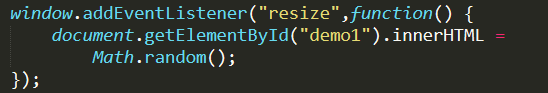 window.addEventListener("resize",function() {
    document.getElementById("demo1").innerHTML =
        Math.random();
});